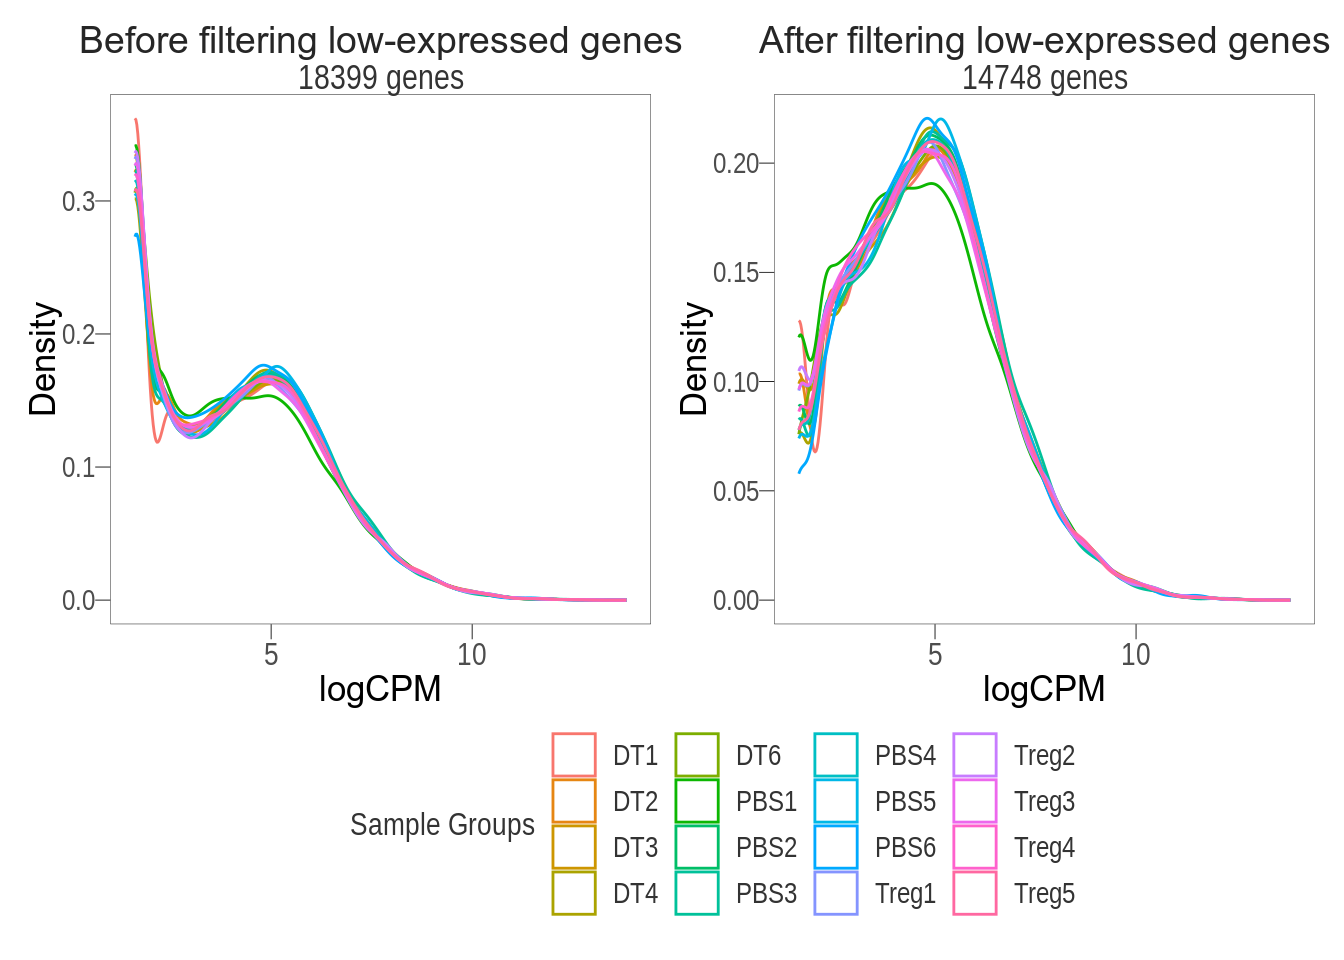 Before filtering low-expressed genes
18399 genes
Density
0.3
0.2
0.1
0.0
5 10
logCPM
After filtering low-expressed genes
14748 genes
Density
0.20
0.15
0.10
0.05
0.00
5 10
logCPM
Sample Groups
DT1 DT6 PBS4 Treg2
DT2 PBS1 PBS5 Treg3
DT3 PBS2 PBS6 Treg4
DT4 PBS3 Treg1 Treg5